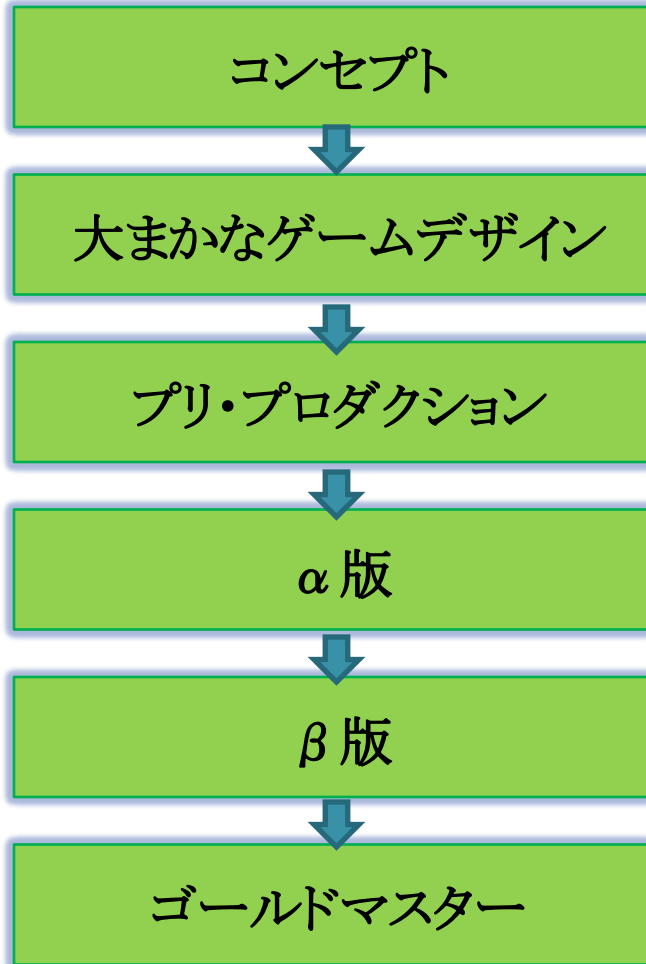 コンセプト
大まかなゲームデザイン
プリ・プロダクション
α版
β版
ゴールドマスター